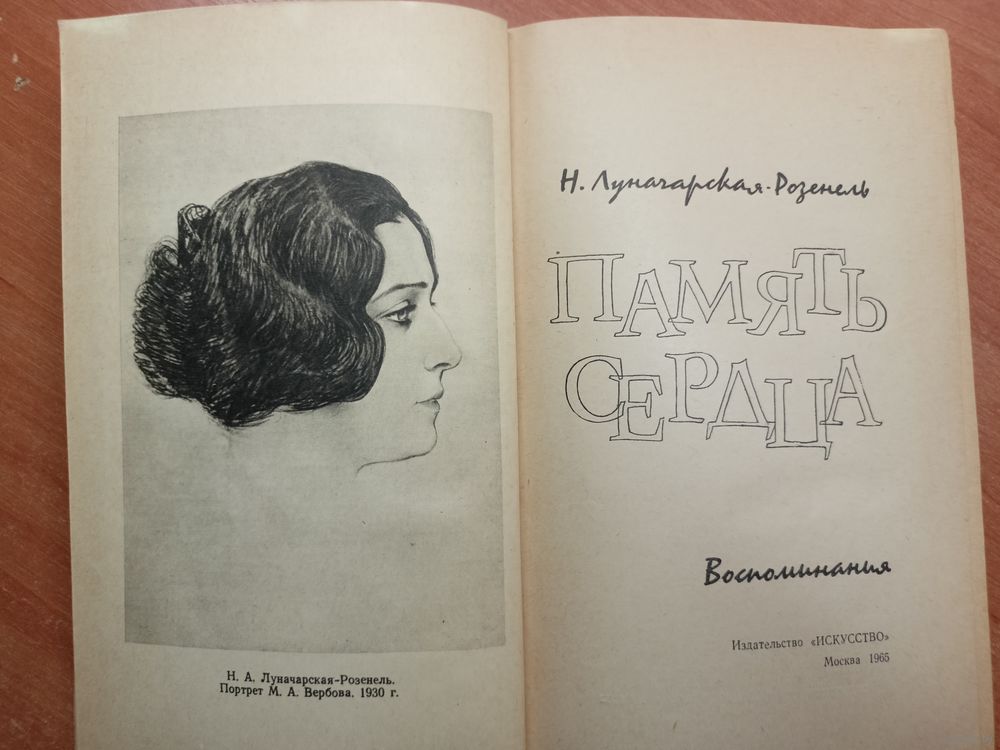 Н. А. Луначарская-Розенель.
Портрет М. А. Вербова. 1930 г.
Н. Луначарская-Розенель
ПАМЯТЬ
СЕРДЦА
Воспоминания
Издательство «ИСКУССТВО»
Москва 1965